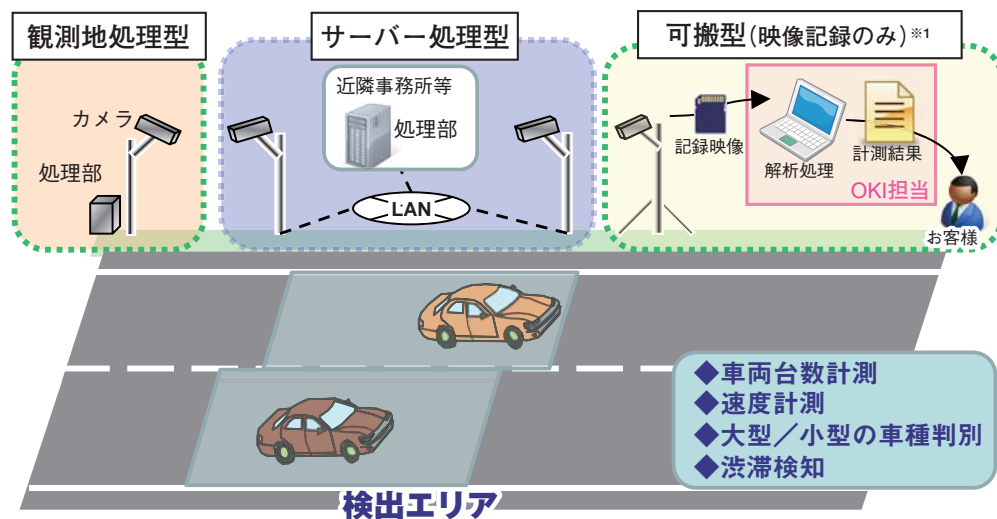 観測地処理型
カメラ
処理部
サーバー処理型
近隣事務所等
処理部
LAN
可搬型(映像記録のみ)※1
記録映像
解析処理
計測結果
OKI担当
お客様
◆車両台数計測
◆速度計測
◆大型／小型の車種判別
◆渋滞検知
検出エリア